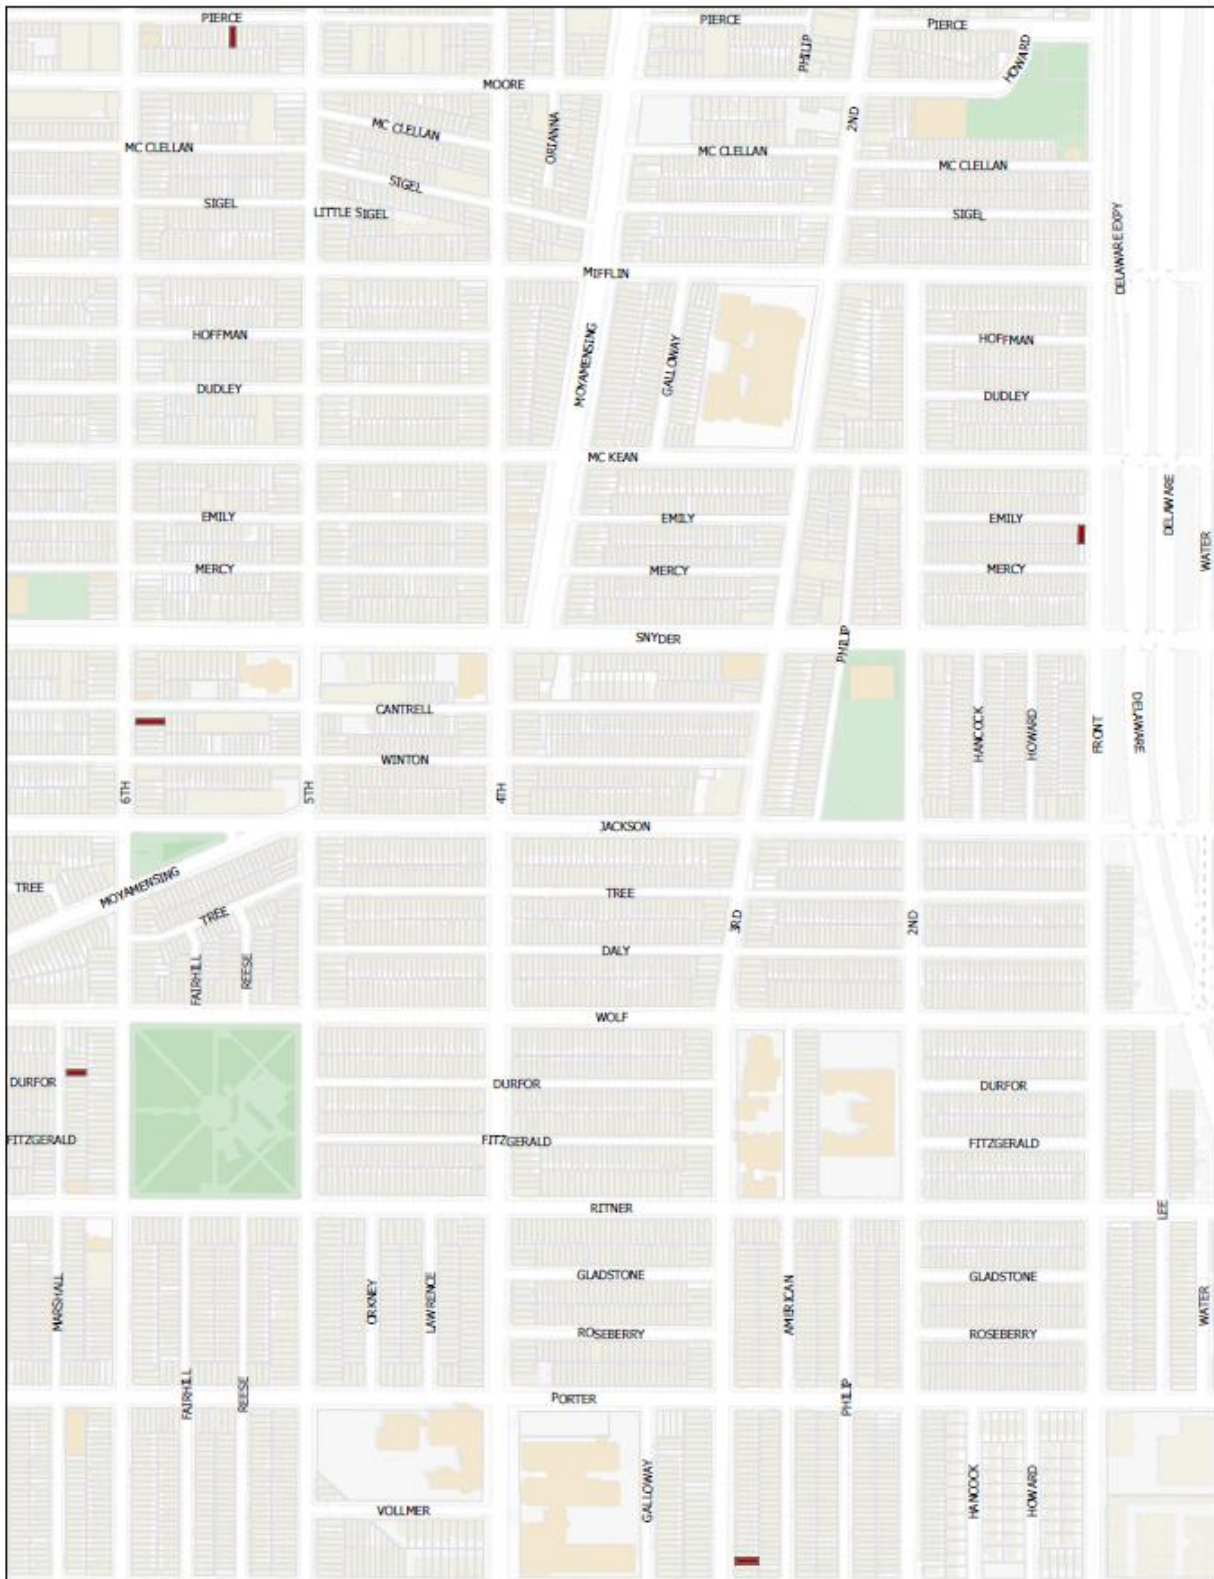 PIERCE
PIERCE
PIERCE
PHILIP
HOWARD
MOORE
MC CLELLAN
ORIANNA
2ND
MC CLELLAN
MC CLELLAN
MC CLELLAN
SIGEL
SIGEL
LITTLE SIGEL
SIGEL
DELAWARE EXPY
MIFFLIN
HOFFMAN
MOYAMENSING
GALLOWAY
HOFFMAN
DUDLEY
DUDLEY
MC KEAN
EMILY
EMILY
EMILY
DELAWARE
WATER
MERCY
MERCY
MERCY
SNYDER
PHILIP
CANTRELL
HANCOCK
HOWARD
FRONT
DELAWARE
WINTON
6TH
5TH
4TH
JACKSON
TREE
MOYAMENSING
TREE
TREE
3RD
2ND
DALY
FAIRHILL
REESE
WOLF
DURFOR
DURFOR
DURFOR
FITZGERALD
FITZGERALD
FITZGERALD
RITNER
LEE
MARSHALL
ORKNEY
LAWRENCE
GLADSTONE
AMERICAN
GLADSTONE
WATER
ROSEBERRY
ROSEBERRY
FAIRHILL
REESE
PORTER
PHILIP
VOLLMER
GALLOWAY
HANCOCK
HOWARD